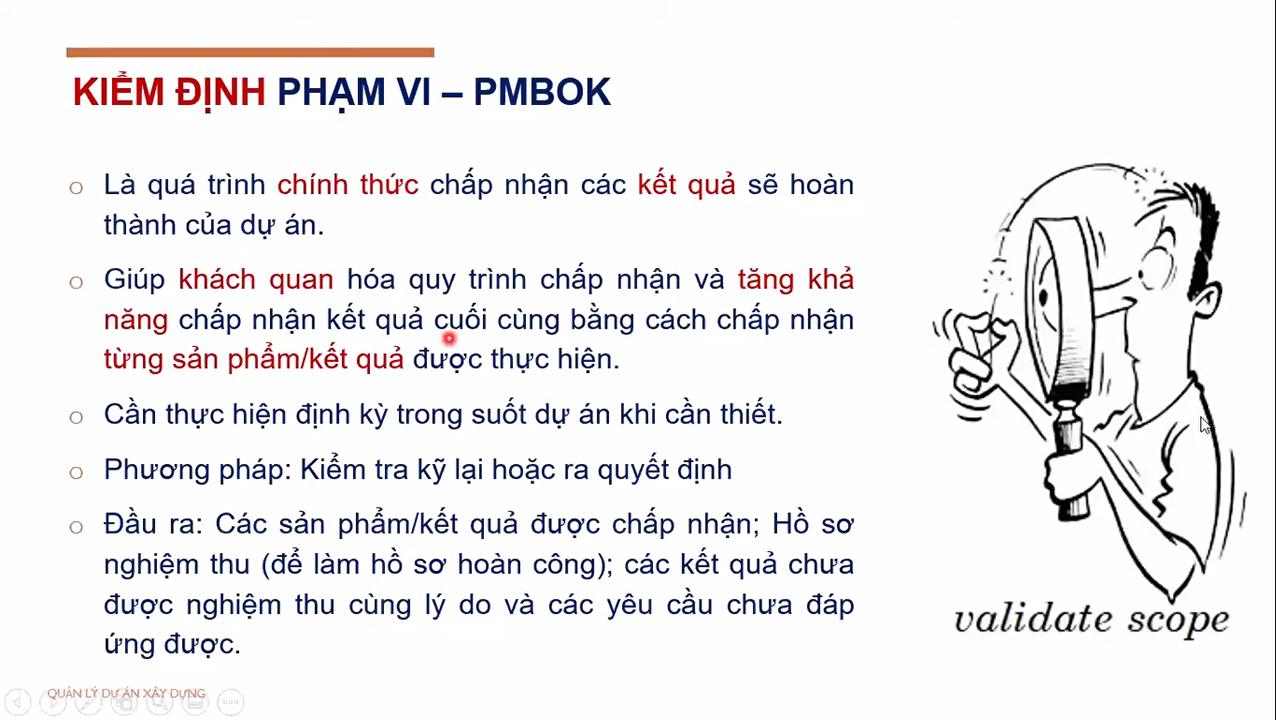 KIỂM ĐỊNH PHẠM VI – PMBOK
Là quá trình chính thức chấp nhận các kết quả sẽ hoàn
thành của dự án.
Giúp khách quan hóa quy trình chấp nhận và tăng khả
năng chấp nhận kết quả cuối cùng bằng cách chấp nhận
từng sản phẩm/kết quả được thực hiện.
Cần thực hiện định kỳ trong suốt dự án khi cần thiết.
Phương pháp: Kiểm tra kỹ lại hoặc ra quyết định
Đầu ra: Các sản phẩm/kết quả được chấp nhận; Hồ sơ
nghiệm thu (để làm hồ sơ hoàn công); các kết quả chưa
được nghiệm thu cùng lý do và các yêu cầu chưa đáp
ứng được.
validate scope
QUẢN LÝ DỰ ÁN XÂY DỰNG